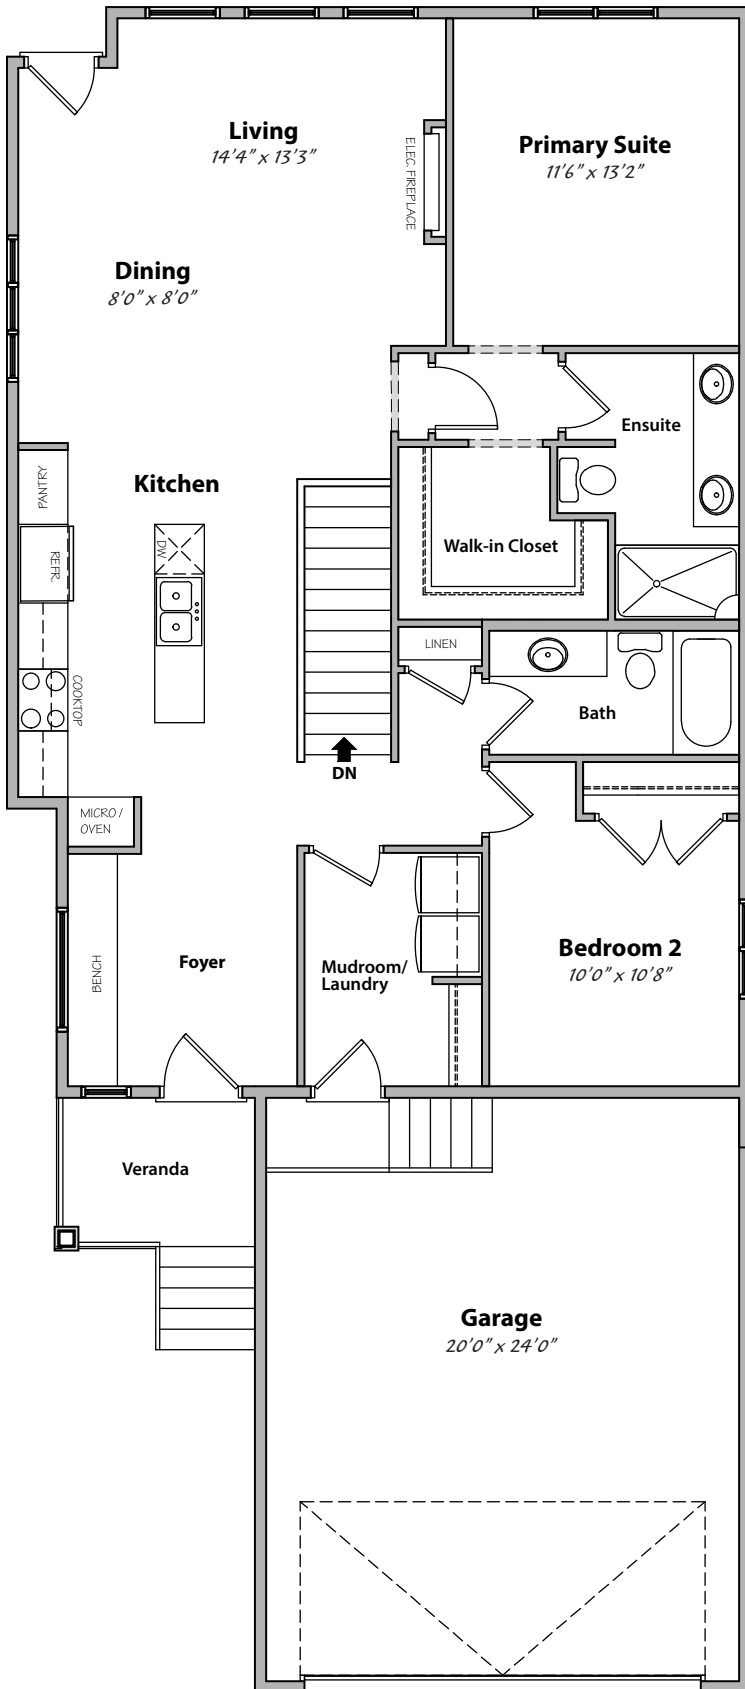 Living
14'4" x 13'3"
ELEC. FIREPLACE
Primary Suite
11'6" x 13'2"
Dining
8'0" x 8'0"
Ensuite
PANTRY
Kitchen
REFR.
DW
Walk-in Closet
LINEN
COOKTOP
Bath
DN
MICRO /
OVEN
BENCH
Foyer
Mudroom/
Laundry
Bedroom 2
10'0" x 10'8"
Veranda
Garage
20'0" x 24'0"